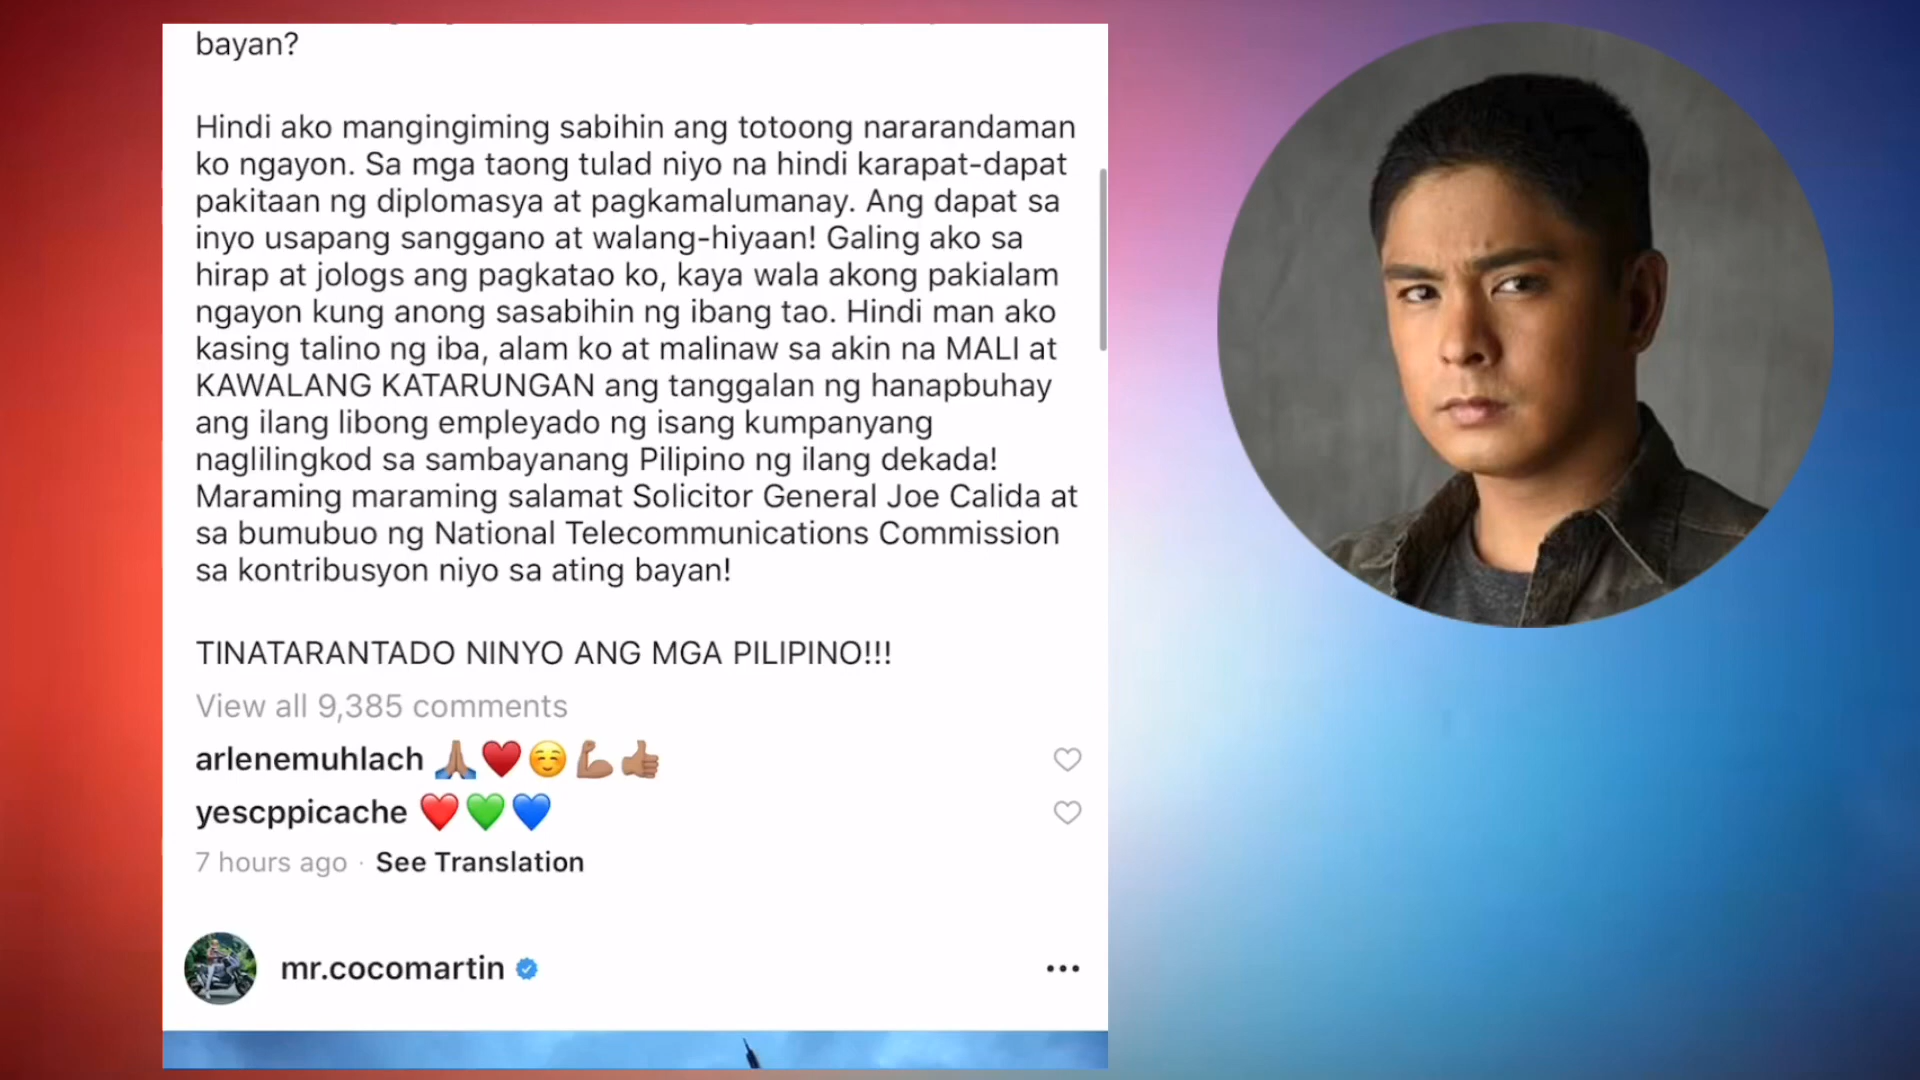 bayan?
Hindi ako mangingiming sabihin ang totoong nararandaman
ko ngayon. Sa mga taong tulad niyo na hindi karapat-dapat
pakitaan ng diplomasya at pagkamalumanay. Ang dapat sa
inyo usapang sanggano at walang-hiyaan! Galing ako sa
hirap at jologs ang pagkatao ko, kaya wala akong pakialam
ngayon kung anong sasabihin ng ibang tao. Hindi man ako
kasing talino ng iba, alam ko at malinaw sa akin na MALI at
KAWALANG KATARUNGAN ang tanggalan ng hanapbuhay
ang ilang libong empleyado ng isang kumpanyang
naglilingkod sa sambayanang Pilipino ng ilang dekada!
Maraming maraming salamat Solicitor General Joe Calida at
sa bumubuo ng National Telecommunications Commission
sa kontribusyon niyo sa ating bayan!
TINATARANTADO NINYO ANG MGA PILIPINO!!!
View all 9,385 comments
arlenemuhlach 🙏🏽❤️☺️💪🏽👍🏽
yescppicache ❤️💚💙
7 hours ago · See Translation
mr.cocomartin